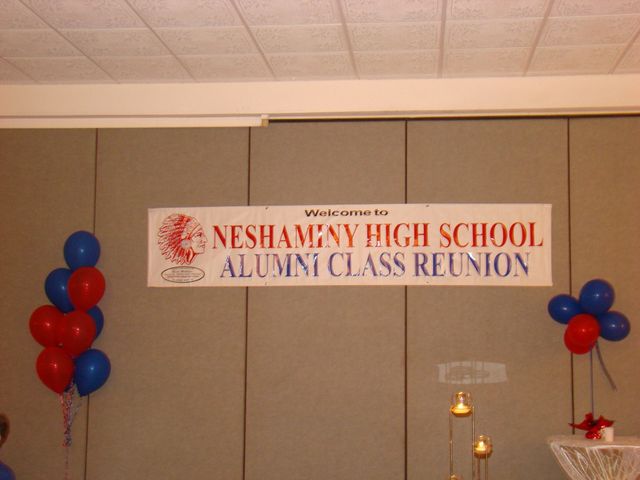 Welcome to
NESHAMINY HIGH SCHOOL
ALUMNI CLASS REUNION